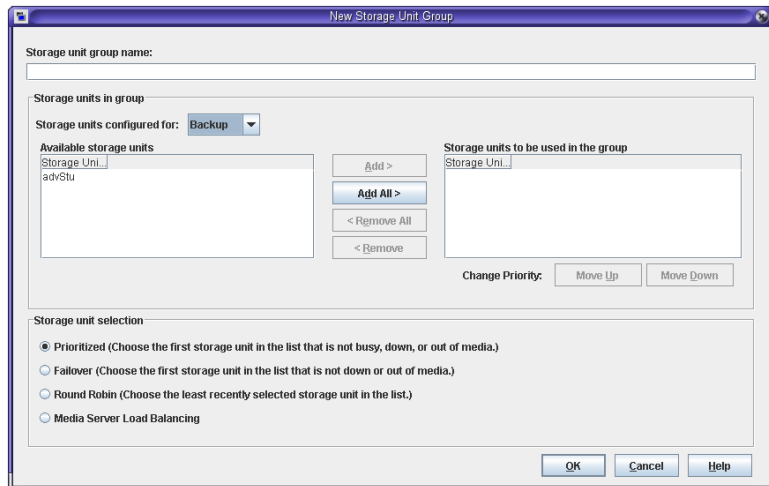 New Storage Unit Group
Storage unit group name:
Storage units in group
Storage units configured for: Backup
Available storage units
Storage units to be used in the group
Storage Uni...
Storage Uni...
advStu
Add >
Add All >
< Remove All
< Remove
Change Priority: Move Up Move Down
Storage unit selection
Prioritized (Choose the first storage unit in the list that is not busy, down, or out of media.)
Failover (Choose the first storage unit in the list that is not down or out of media.)
Round Robin (Choose the least recently selected storage unit in the list.)
Media Server Load Balancing
OK Cancel Help